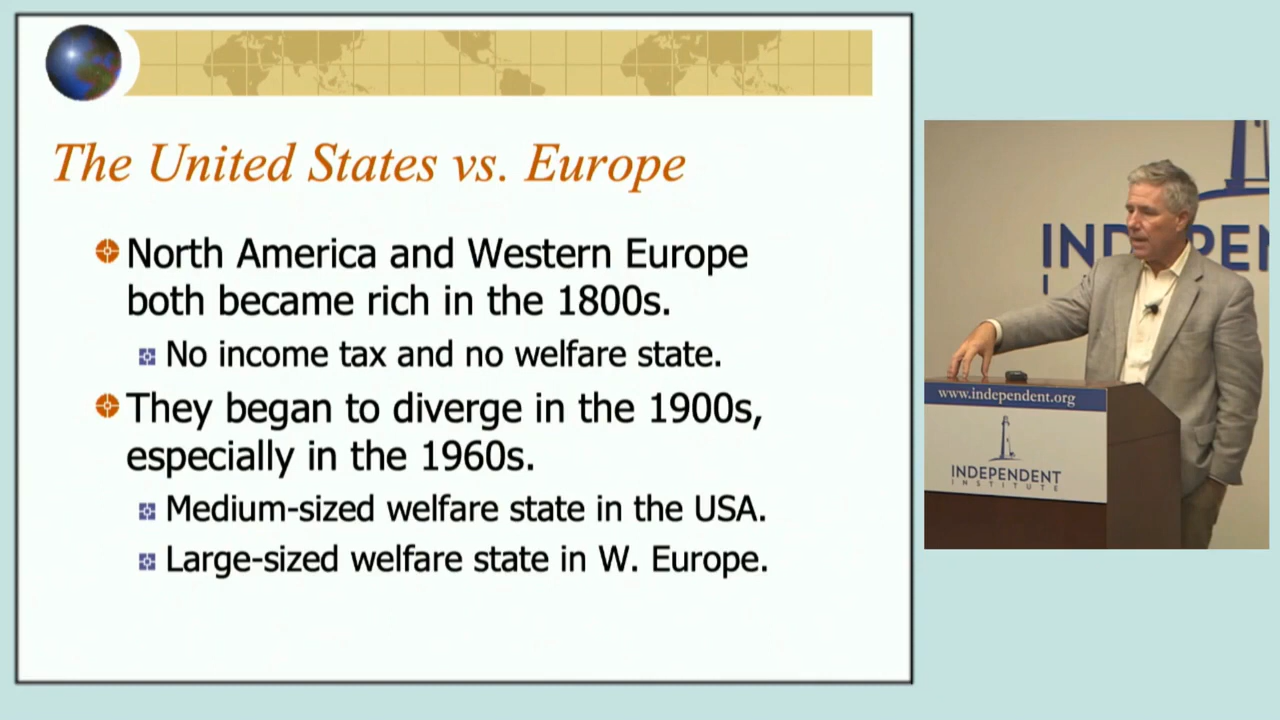 The United States vs. Europe
North America and Western Europe
both became rich in the 1800s.
No income tax and no welfare state.
They began to diverge in the 1900s,
especially in the 1960s.
Medium-sized welfare state in the USA.
Large-sized welfare state in W. Europe.
INDEPEN
I
www.independent.org
INDEPENDENT
INSTITUTE